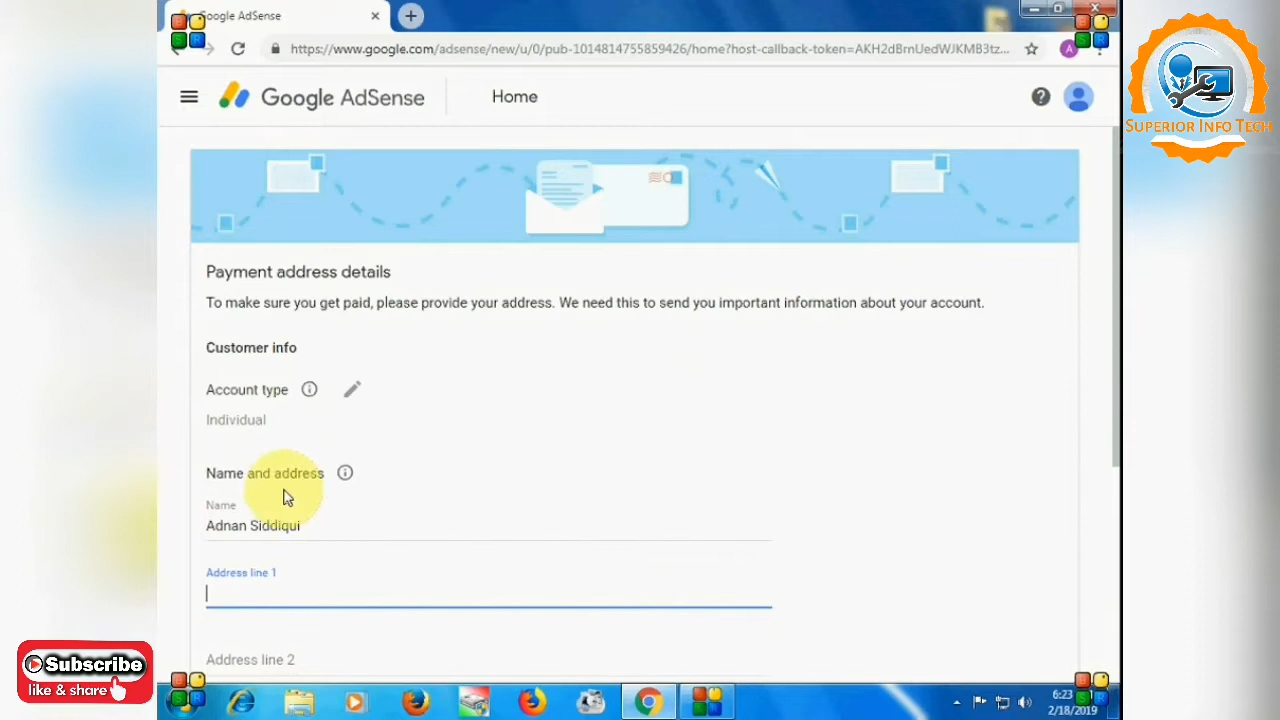 Google AdSense
https://www.google.com/adsense/new/u/0/pub-1014814755859426/home?host-callback-token=AKH2dBrnUedWJKMB3tz...
A
Google AdSense
Home
SUPERIOR INFO TECH
Payment address details
To make sure you get paid, please provide your address. We need this to send you important information about your account.
Customer info
Account type
Individual
Name and address
Name
Adnan Siddiqui
Address line 1
Address line 2
Subscribe
like & share
6:23
2/18/2019